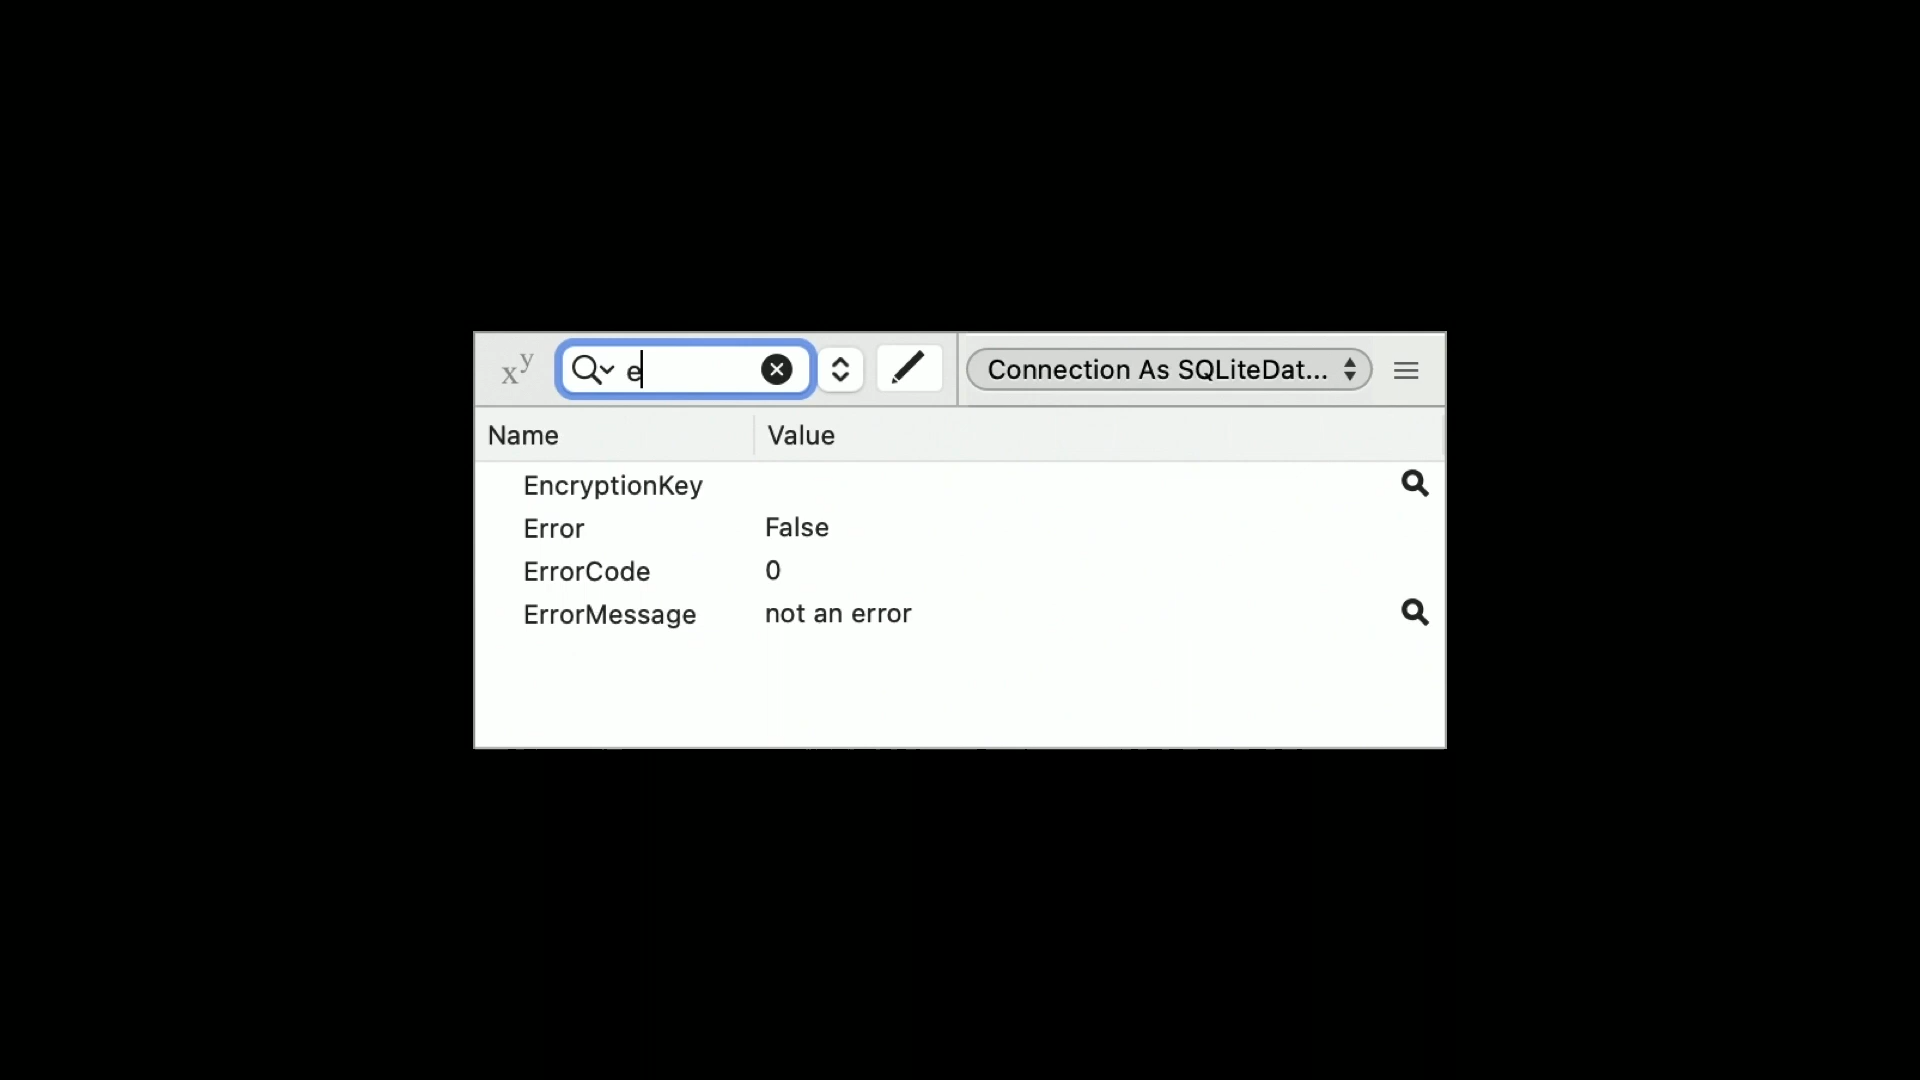 xy e Connection As SQLiteDat...
Name Value
EncryptionKey
Error False
ErrorCode 0
ErrorMessage not an error